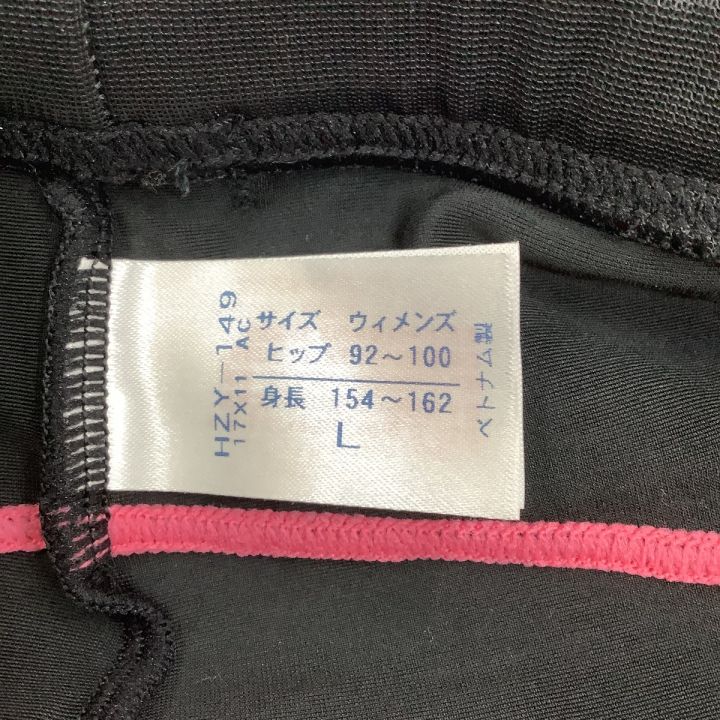 サイズ ウィメンズ
ヒップ 92～100
身長 154～162
L
HZY－149
17X11 AC
ベトナム製